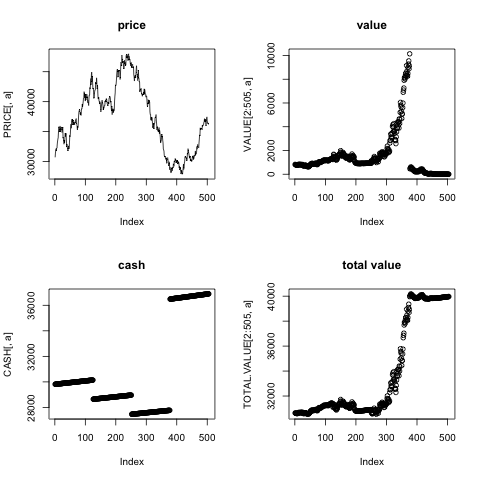 price
PRICE[, a]
30000
40000
0 100 200 300 400 500
Index
value
VALUE[2:505, a]
0 2000 6000 10000
0 100 200 300 400 500
Index
cash
CASH[, a]
28000 32000 36000
0 100 200 300 400 500
Index
total value
TOTAL.VALUE[2:505, a]
32000 36000 40000
0 100 200 300 400 500
Index